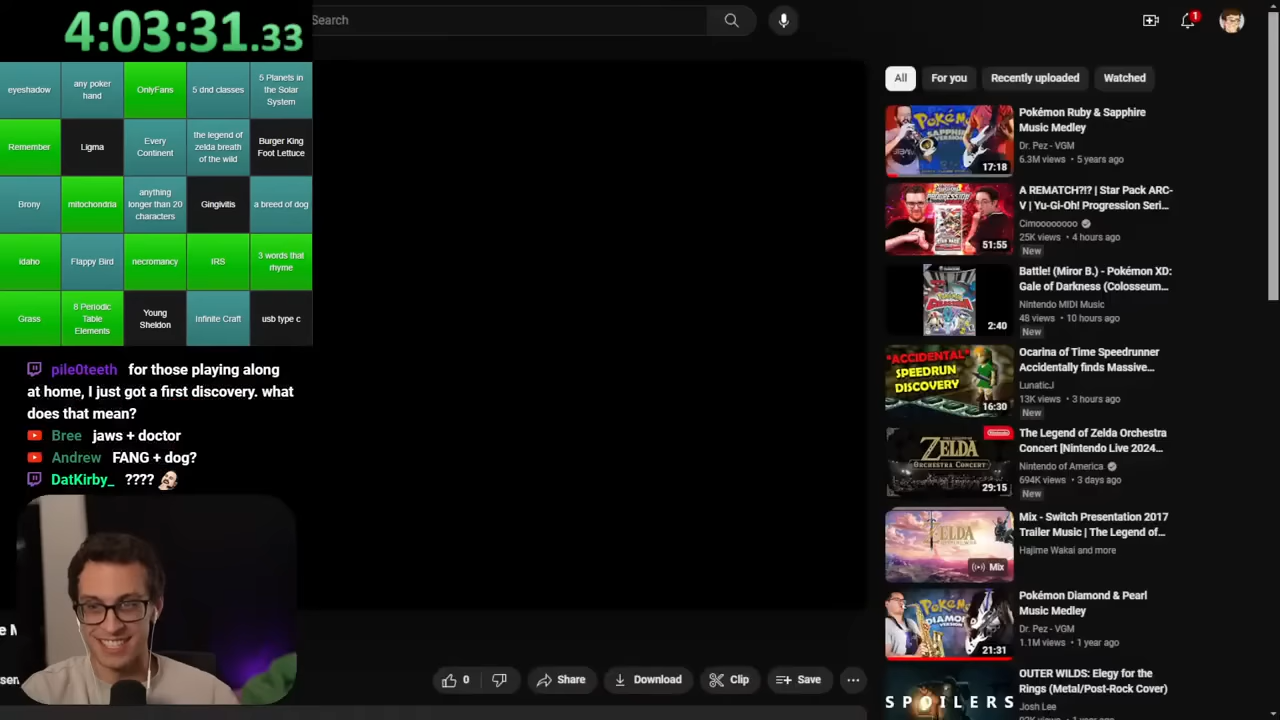 4:03:31.33
Search
1
eyeshadow
any poker
hand
OnlyFans
5 dnd classes
5 Planets in
the Solar
System
Remember
Ligma
Every
Continent
the legend of
zelda breath
of the wild
Burger King
Foot Lettuce
Brony
mitochondria
anything
longer than 20
characters
Gingivitis
a breed of dog
idaho
Flappy Bird
necromancy
IRS
3 words that
rhyme
Grass
8 Periodic
Table
Elements
Young
Sheldon
Infinite Craft
usb type c
pile0teeth for those playing along
at home, I just got a first discovery. what
does that mean?
Bree jaws + doctor
Andrew FANG + dog?
DatKirby_ ????
0
Share
Download
Clip
Save
All
For you
Recently uploaded
Watched
17:18
Pokémon Ruby & Sapphire
Music Medley
Dr. Pez - VGM
6.3M views • 5 years ago
51:55
A REMATCH?!? | Star Pack ARC-
V | Yu-Gi-Oh! Progression Seri...
Cimoooooooo
25K views • 4 hours ago
New
2:40
Battle! (Miror B.) - Pokémon XD:
Gale of Darkness (Colosseum...
Nintendo MIDI Music
48 views • 10 hours ago
New
*ACCIDENTAL*
SPEEDRUN
DISCOVERY
16:30
Ocarina of Time Speedrunner
Accidentally finds Massive...
LunaticJ
13K views • 3 hours ago
New
ZELDA
ORCHESTRA CONCERT
29:15
The Legend of Zelda Orchestra
Concert [Nintendo Live 2024...
Nintendo of America
694K views • 3 days ago
New
ZELDA
Mix
Mix - Switch Presentation 2017
Trailer Music | The Legend of...
Hajime Wakai and more
21:31
Pokémon Diamond & Pearl
Music Medley
Dr. Pez - VGM
1.1M views • 1 year ago
SPOILERS
OUTER WILDS: Elegy for the
Rings (Metal/Post-Rock Cover)
Josh Lee